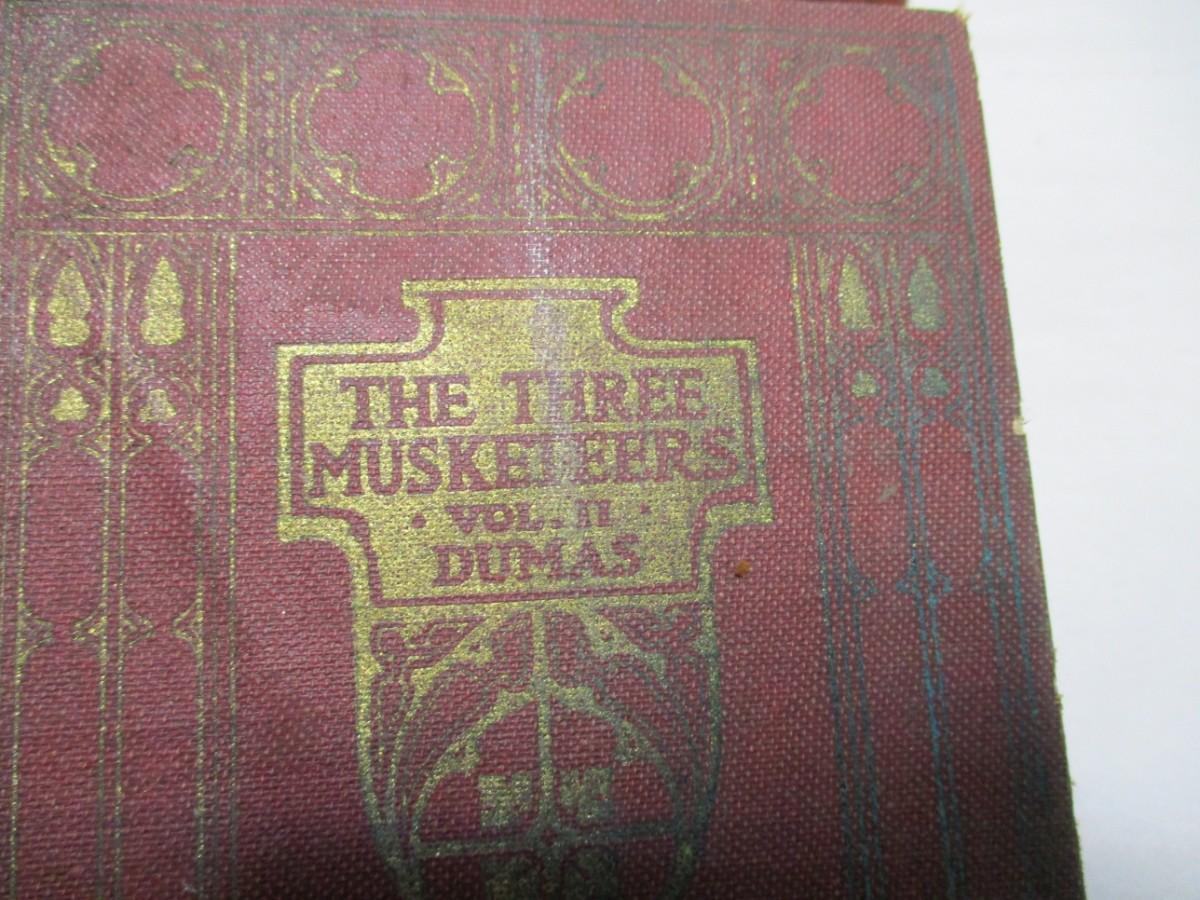 THE THREE
MUSKETEERS
· VOL. II ·
DUMAS